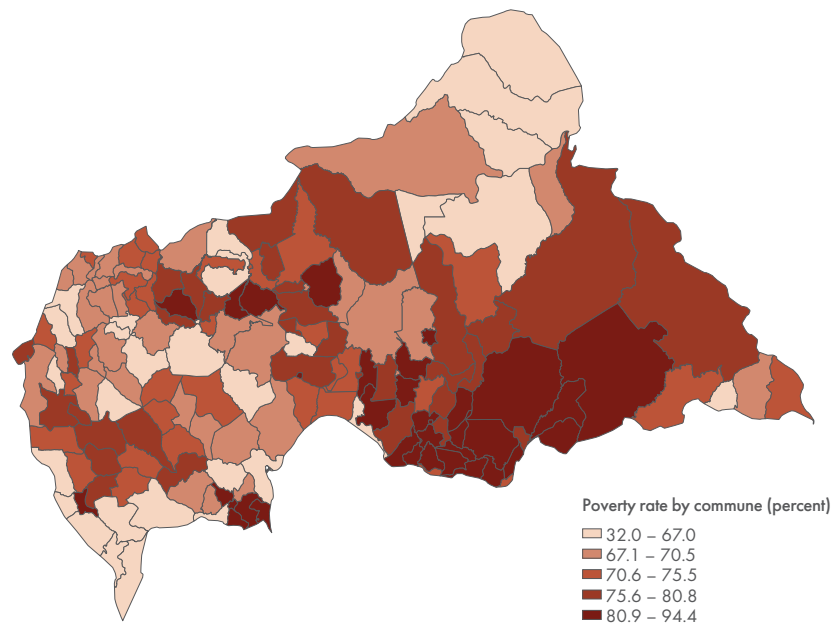 Poverty rate by commune (percent)
32.0 – 67.0
67.1 – 70.5
70.6 – 75.5
75.6 – 80.8
80.9 – 94.4